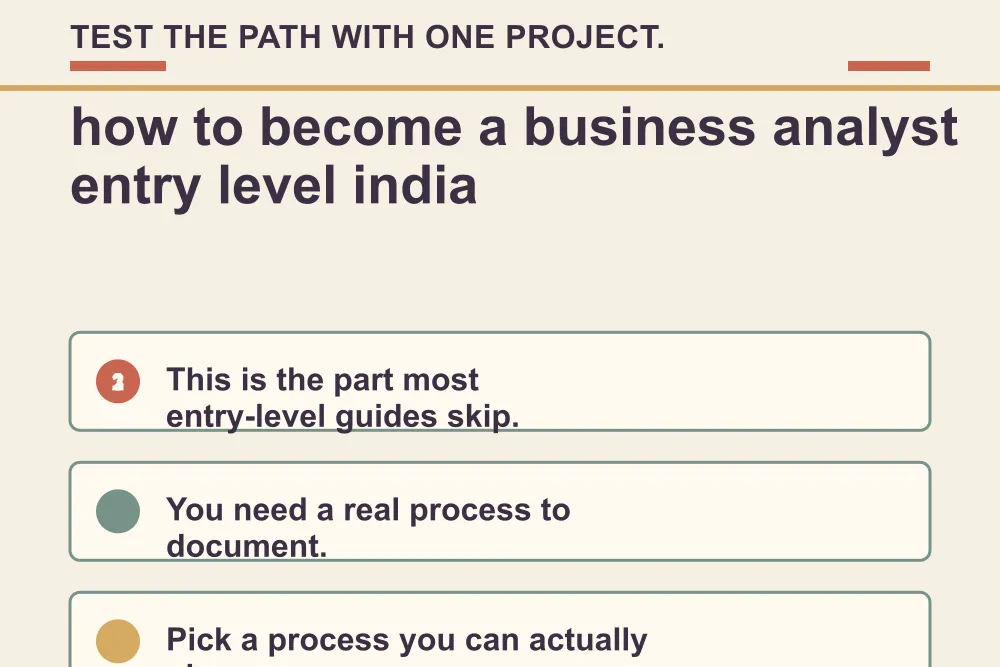 TEST THE PATH WITH ONE PROJECT.
how to become a business analyst
entry level india
This is the part most
entry-level guides skip.
You need a real process to
document.
Pick a process you can actually